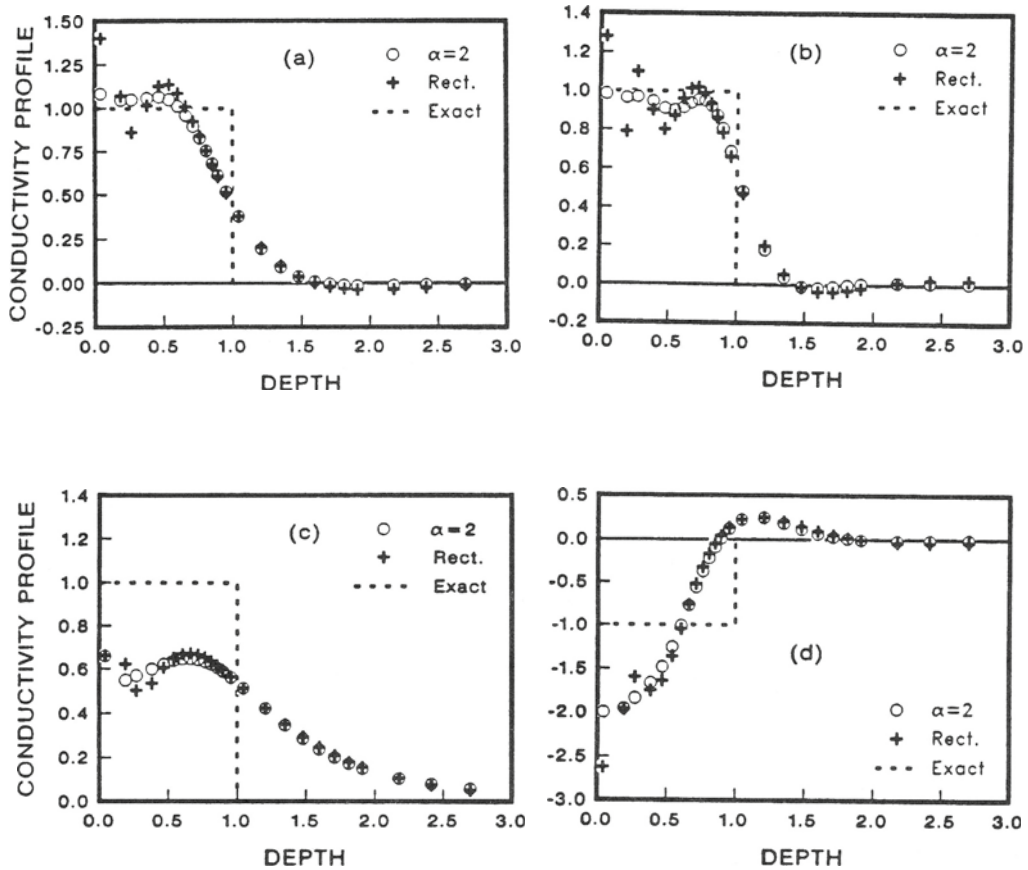 CONDUCTIVITY PROFILE
1.50
1.25
1.00
0.75
0.50
0.25
0.00
-0.25
(a)
α=2
Rect.
Exact
0.0 0.5 1.0 1.5 2.0 2.5 3.0
DEPTH
1.4
1.2
1.0
0.8
0.6
0.4
0.2
0.0
-0.2
(b)
α=2
Rect.
Exact
0.0 0.5 1.0 1.5 2.0 2.5 3.0
DEPTH
CONDUCTIVITY PROFILE
1.4
1.2
1.0
0.8
0.6
0.4
0.2
0.0
(c)
α=2
Rect.
Exact
0.0 0.5 1.0 1.5 2.0 2.5 3.0
DEPTH
0.5
0.0
-0.5
-1.0
-1.5
-2.0
-2.5
-3.0
(d)
α=2
Rect.
Exact
0.0 0.5 1.0 1.5 2.0 2.5 3.0
DEPTH